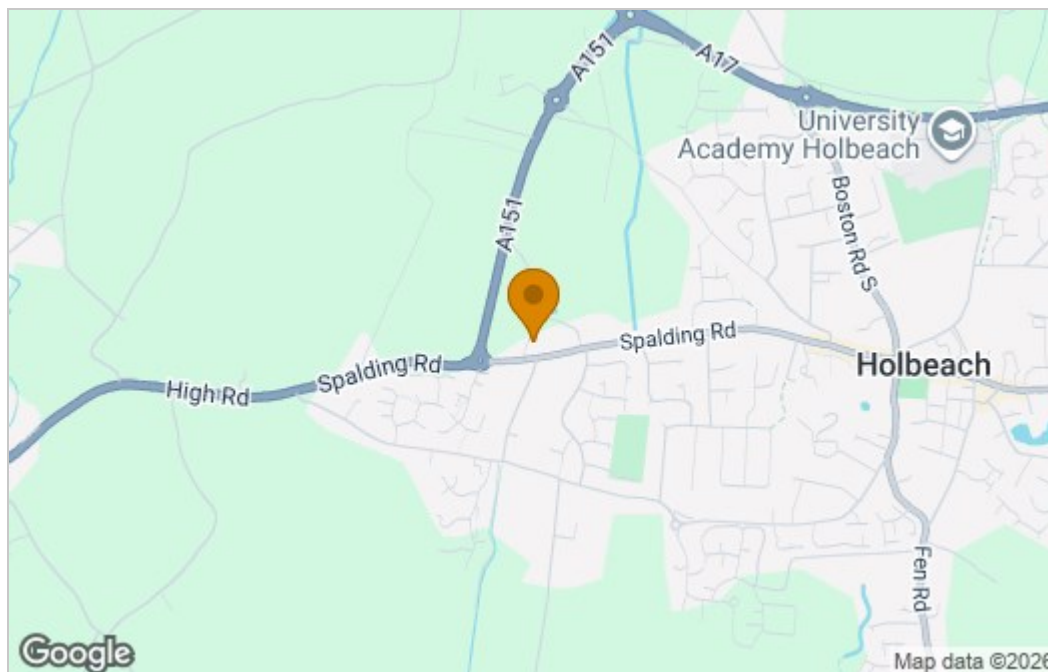 A151
A17
University
Academy Holbeach
A151
Boston Rd S
Spalding Rd
Spalding Rd
Holbeach
High Rd
Fen Rd
Google
Map data ©2026